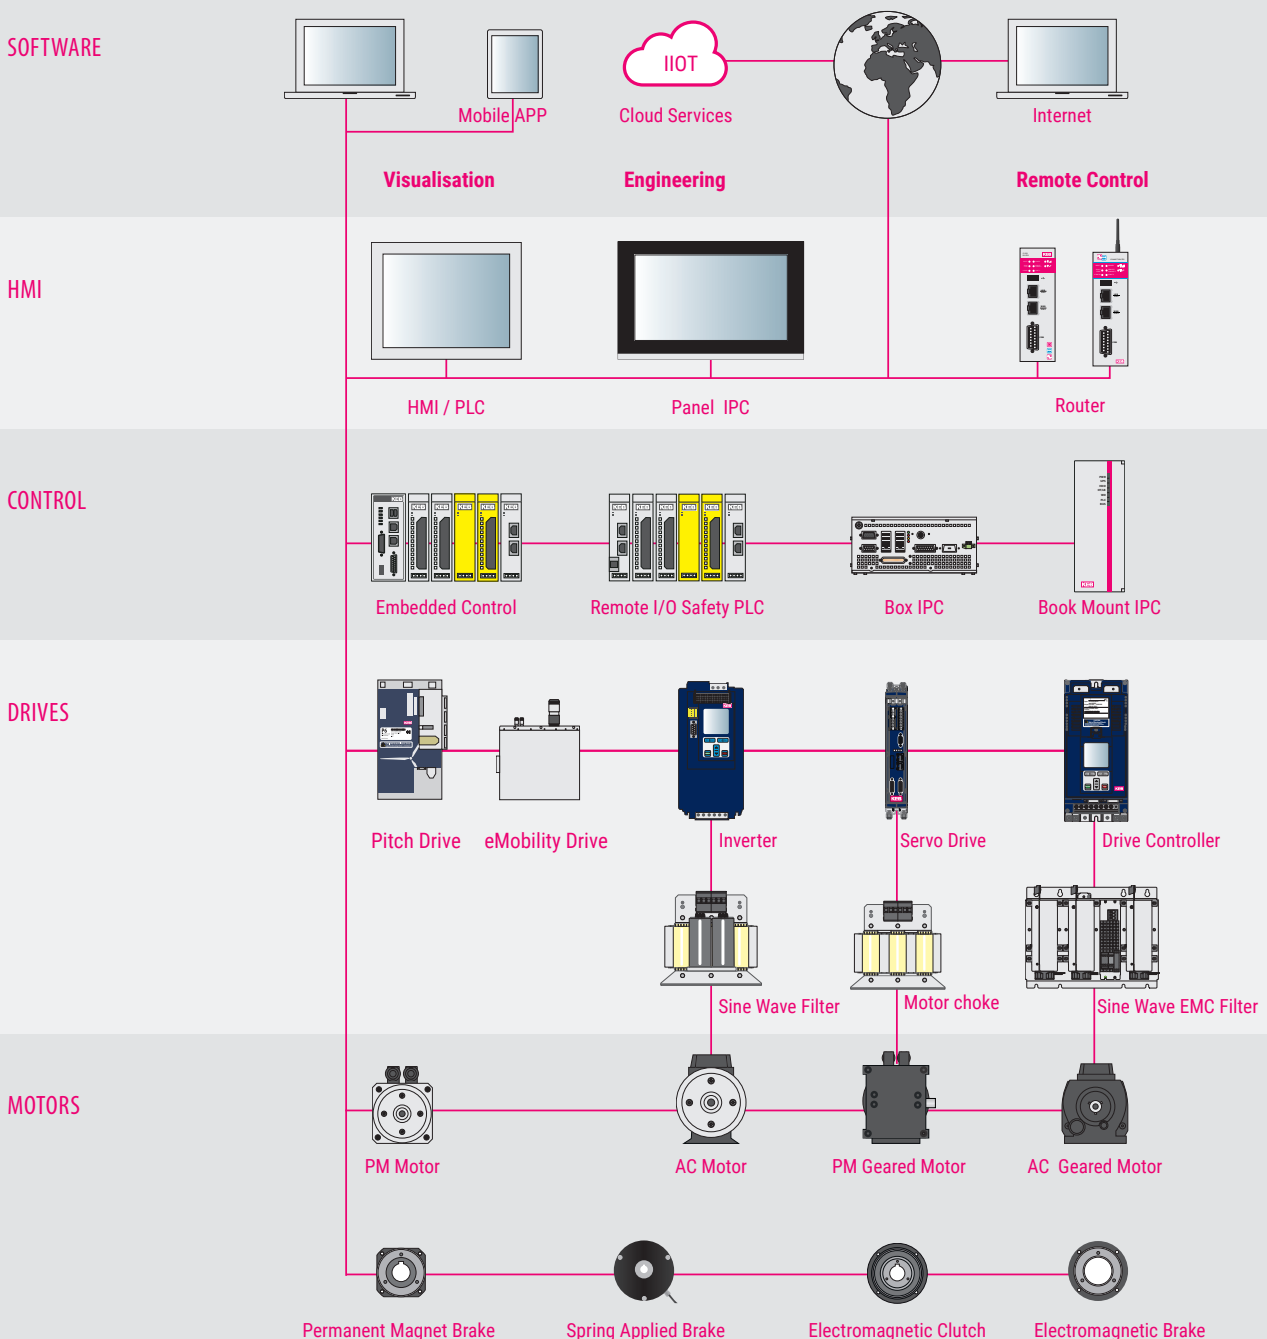 SOFTWARE
IIOT
Mobile APP
Cloud Services
Internet
Visualisation
Engineering
Remote Control
HMI
HMI / PLC
Panel IPC
Router
CONTROL
Embedded Control
Remote I/O Safety PLC
Box IPC
Book Mount IPC
DRIVES
Pitch Drive
eMobility Drive
Inverter
Servo Drive
Drive Controller
Sine Wave Filter
Motor choke
Sine Wave EMC Filter
MOTORS
PM Motor
AC Motor
PM Geared Motor
AC Geared Motor
Permanent Magnet Brake
Spring Applied Brake
Electromagnetic Clutch
Electromagnetic Brake